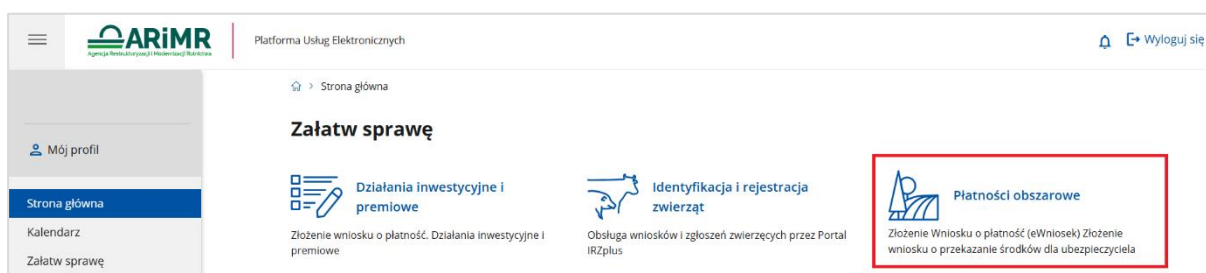 ARiMR
Agencja Restrukturyzacji i Modernizacji Rolnictwa
Platforma Usług Elektronicznych
Wyloguj się
Strona główna
Załatw sprawę
Mój profil
Strona główna
Kalendarz
Załatw sprawę
Działania inwestycyjne i
premiowe
Złożenie wniosku o płatność. Działania inwestycyjne i
premiowe
Identyfikacja i rejestracja
zwierząt
Obsługa wniosków i zgłoszeń zwierzęcych przez Portal
IRZplus
Płatności obszarowe
Złożenie Wniosku o płatność (eWniosek) Złożenie
wniosku o przekazanie środków dla ubezpieczyciela